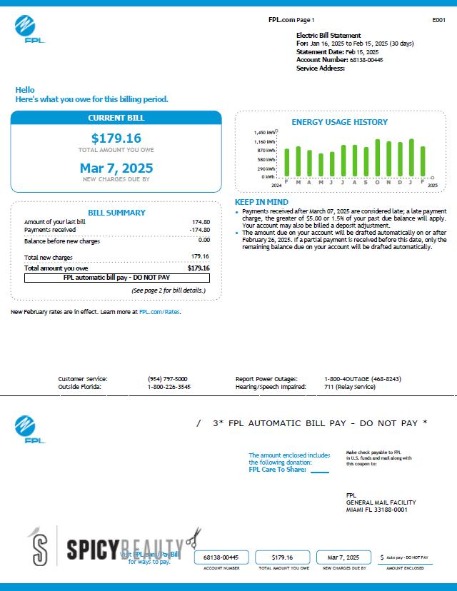 FPL
FPL.com Page 1
E001
Electric Bill Statement
For: Jan 16, 2025 to Feb 15, 2025 (30 days)
Statement Date: Feb 15, 2025
Account Number: 68138-00445
Service Address:
Hello
Here's what you owe for this billing period.
CURRENT BILL
$179.16
TOTAL AMOUNT YOU OWE
Mar 7, 2025
NEW CHARGES DUE BY
ENERGY USAGE HISTORY
1,450 kWh
1,160 kWh
870 kWh
580 kWh
290 kWh
0 kWh
F M A M J J A S O N D J F
2024 2025
BILL SUMMARY
Amount of your last bill 174.80
Payments received -174.80
Balance before new charges 0.00
Total new charges 179.16
Total amount you owe $179.16
FPL automatic bill pay - DO NOT PAY
(See page 2 for bill details.)
KEEP IN MIND
• Payments received after March 07, 2025 are considered late; a late payment
charge, the greater of $5.00 or 1.5% of your past due balance will apply.
Your account may also be billed a deposit adjustment.
• The amount due on your account will be drafted automatically on or after
February 26, 2025. If a partial payment is received before this date, only the
remaining balance due on your account will be drafted automatically.
New February rates are in effect. Learn more at FPL.com/Rates.
Customer Service: (954) 797-5000
Outside Florida: 1-800-226-3545
Report Power Outages: 1-800-4OUTAGE (468-8243)
Hearing/Speech Impaired: 711 (Relay Service)
FPL
/ 3* FPL AUTOMATIC BILL PAY - DO NOT PAY *
The amount enclosed includes
the following donation:
FPL Care To Share:
Make check payable to FPL
in U.S. funds and mail along with
this coupon to:
FPL
GENERAL MAIL FACILITY
MIAMI FL 33188-0001
SPICYBEAUTY
FPL.com/PayBill
for ways to pay.
68138-00445
ACCOUNT NUMBER
$179.16
TOTAL AMOUNT YOU OWE
Mar 7, 2025
NEW CHARGES DUE BY
$ Auto pay - DO NOT PAY
AMOUNT ENCLOSED